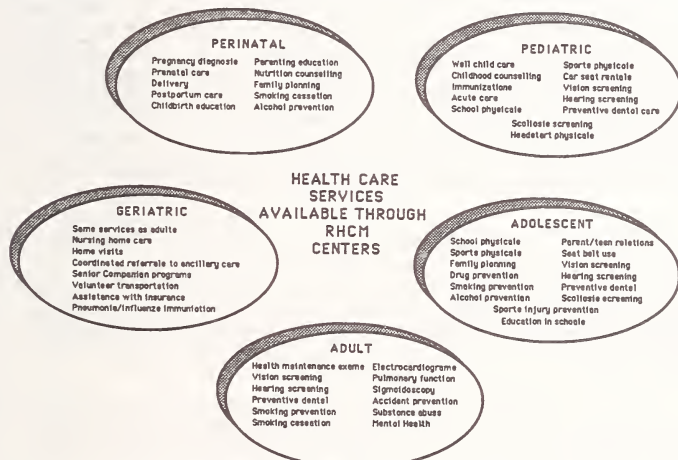 PERINATAL
Pregnancy diagnosis
Prenatal care
Delivery
Postpartum care
Childbirth education
Parenting education
Nutrition counselling
Family planning
Smoking cessation
Alcohol prevention
PEDIATRIC
Well child care
Childhood counselling
Immunizations
Acute care
School physicals
Sports physicals
Car seat rentals
Vision screening
Hearing screening
Preventive dental care
Scoliosis screening
Headstart physicals
HEALTH CARE
SERVICES
AVAILABLE THROUGH
RHCM
CENTERS
GERIATRIC
Same services as adults
Nursing home care
Home visits
Coordinated referrals to ancillary care
Senior Companion programs
Volunteer transportation
Assistance with insurance
Pneumonia/Influenza immuniation
ADOLESCENT
School physicals
Sports physicals
Family planning
Drug prevention
Smoking prevention
Alcohol prevention
Parent/teen relations
Seat belt use
Vision screening
Hearing screening
Preventive dental
Scoliosis screening
Sports injury prevention
Education in schools
ADULT
Health maintenance exams
Vision screening
Hearing screening
Preventive dental
Smoking prevention
Smoking cessation
Electrocardiograms
Pulmonary function
Sigmoidoscopy
Accident prevention
Substance abuse
Mental Health